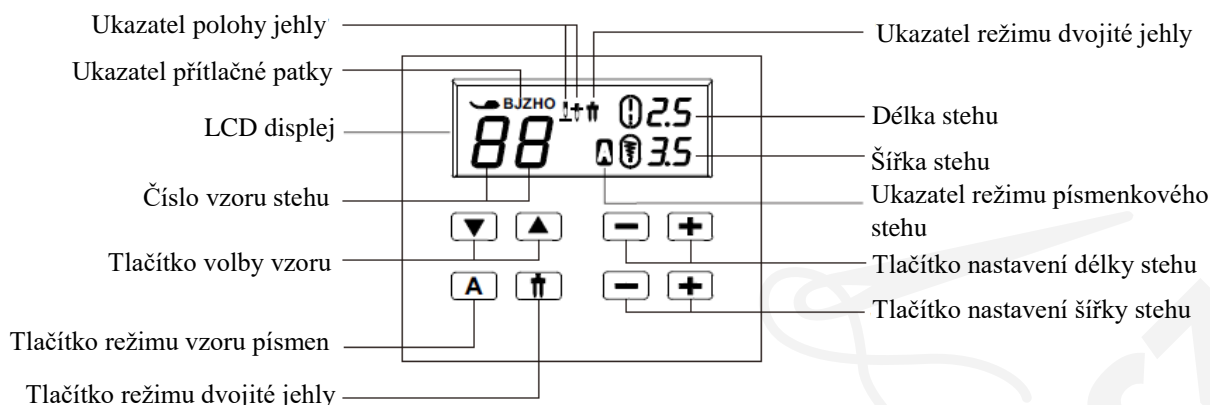 Ukazatel polohy jehly
Ukazatel přítlačné patky
LCD displej
Číslo vzoru stehu
Tlačítko volby vzoru
Tlačítko režimu vzoru písmen
Tlačítko režimu dvojité jehly
BJZHO
2.5
88
A
3.5
A
Ukazatel režimu dvojité jehly
Délka stehu
Šířka stehu
Ukazatel režimu písmenkového
stehu
Tlačítko nastavení délky stehu
Tlačítko nastavení šířky stehu